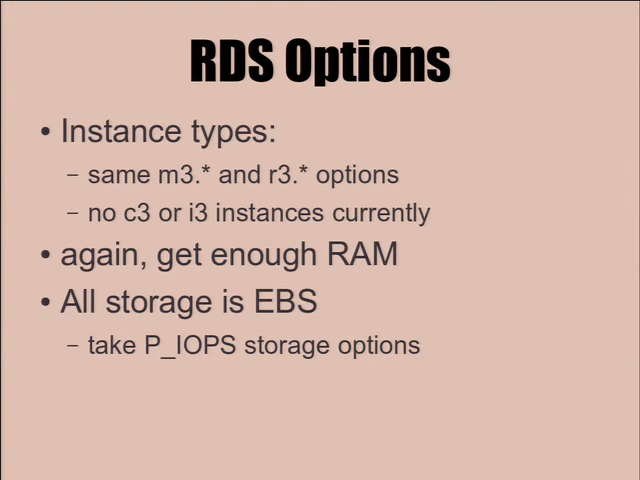 RDS Options
• Instance types:
– same m3.* and r3.* options
– no c3 or i3 instances currently
• again, get enough RAM
• All storage is EBS
– take P_IOPS storage options